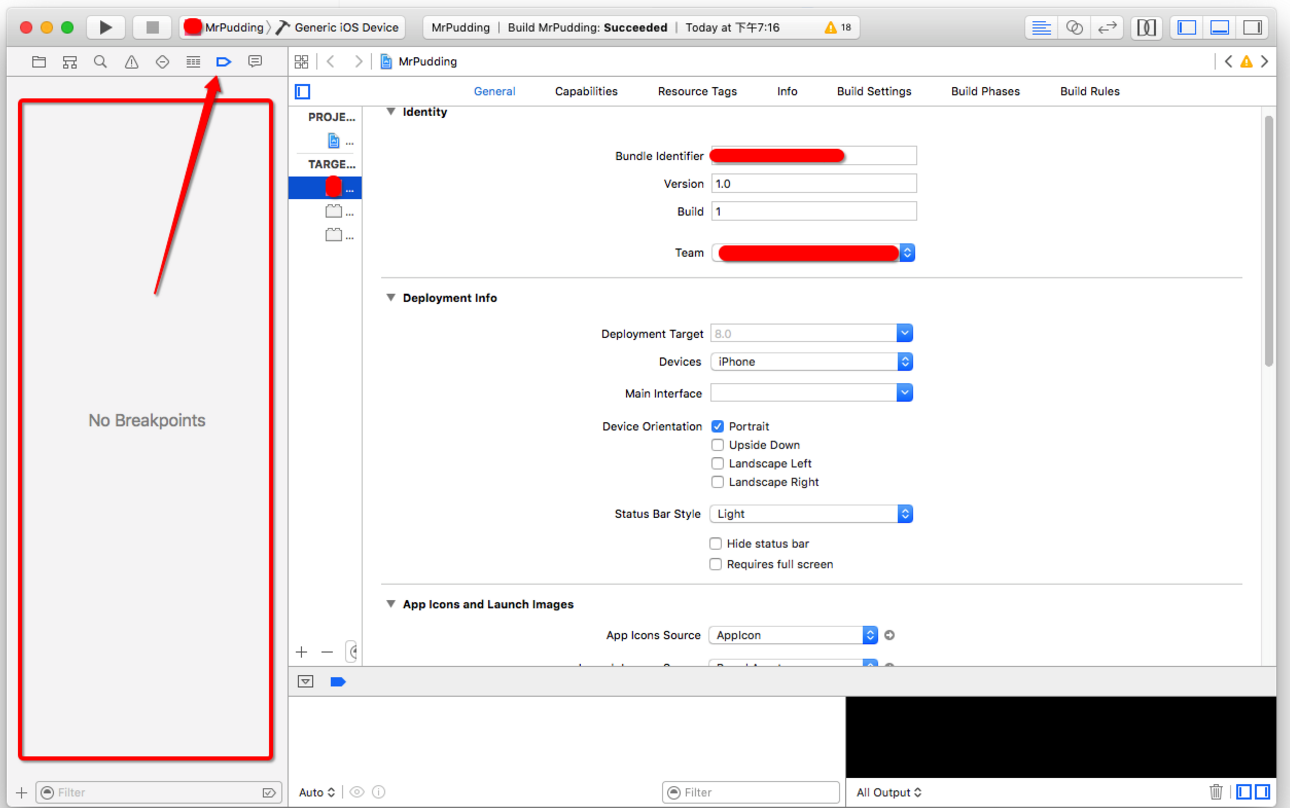 MrPudding Generic iOS Device MrPudding | Build MrPudding: Succeeded | Today at 下午7:16 18
MrPudding
General Capabilities Resource Tags Info Build Settings Build Phases Build Rules
PROJE...
...
TARGE...
...
...
...
Identity
Bundle Identifier
Version 1.0
Build 1
Team
Deployment Info
Deployment Target 8.0
Devices iPhone
Main Interface
Device Orientation Portrait
Upside Down
Landscape Left
Landscape Right
Status Bar Style Light
Hide status bar
Requires full screen
App Icons and Launch Images
App Icons Source AppIcon
No Breakpoints
Filter
Auto Filter All Output